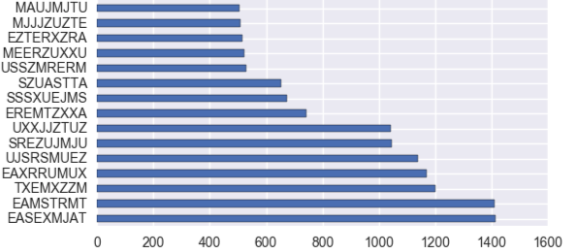 MAUJMJTU
MJJJZUZTE
EZTERXZRA
MEERZUXXU
USSZMRERM
SZUASTTA
SSSXUEJMS
EREMTZXXA
UXXJJZTUZ
SREZUJMJU
UJSRSMUEZ
EAXRRUMUX
TXEMXZZM
EAMSTRMT
EASEXMJAT
0 200 400 600 800 1000 1200 1400 1600